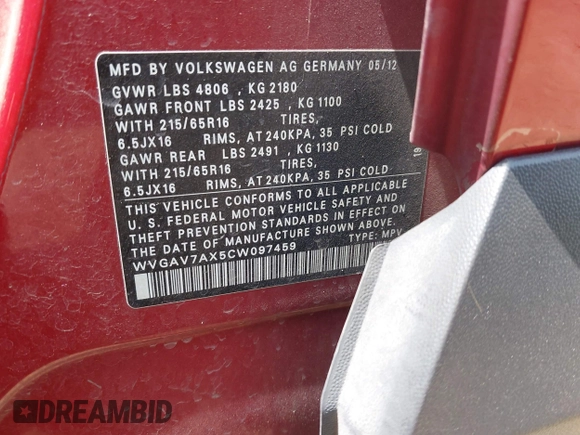 MFD BY VOLKSWAGEN AG GERMANY 05/12
GVWR LBS 4806 , KG 2180
GAWR FRONT LBS 2425 , KG 1100
WITH 215/65R16 TIRES,
6.5JX16 RIMS, AT 240KPA, 35 PSI COLD
GAWR REAR LBS 2491 , KG 1130
WITH 215/65R16 TIRES,
6.5JX16 RIMS, AT 240KPA, 35 PSI COLD
THIS VEHICLE CONFORMS TO ALL APPLICABLE
U. S. FEDERAL MOTOR VEHICLE SAFETY AND
THEFT PREVENTION STANDARDS IN EFFECT ON
THE DATE OF MANUFACTURE SHOWN ABOVE.
WVGAV7AX5CW097459 TYPE: MPV
19
DREAMBID